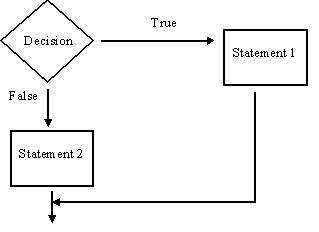 True
Decision
Statement 1
False
Statement 2